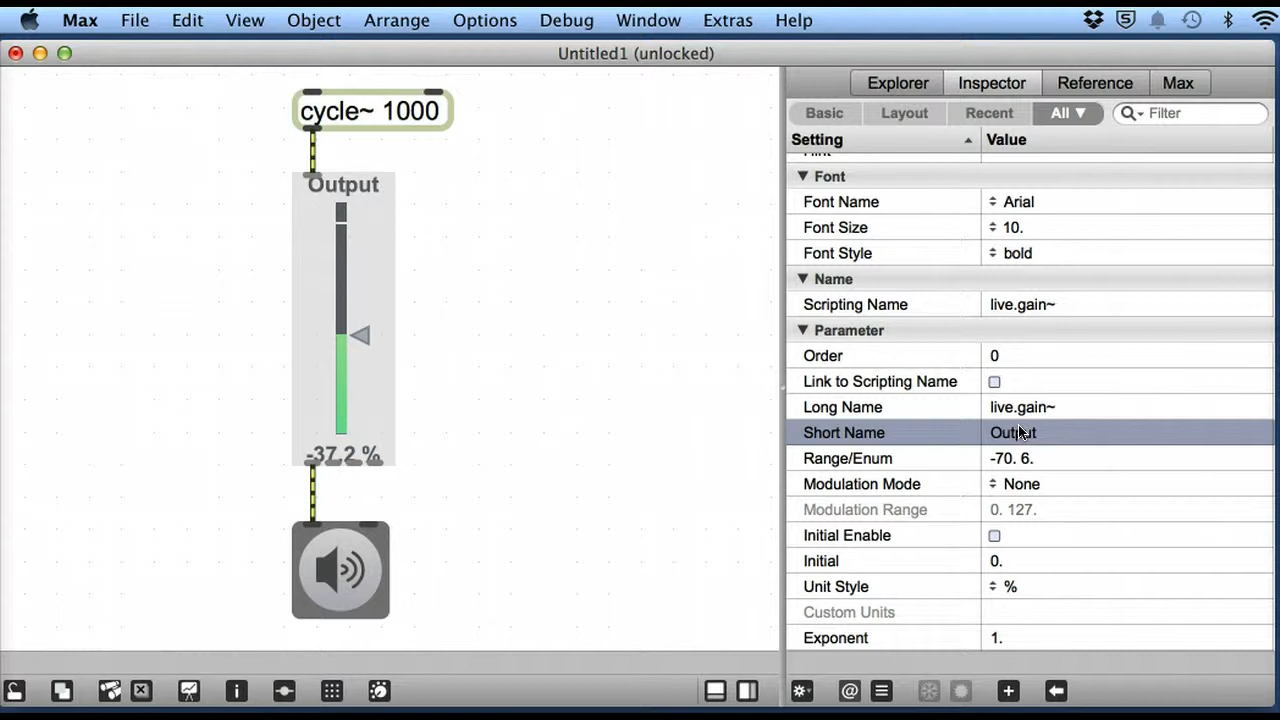 Max File Edit View Object Arrange Options Debug Window Extras Help
Untitled1 (unlocked)
cycle~ 1000
Output
-37.2 %
Explorer Inspector Reference Max
Basic Layout Recent All ▼ Filter
Setting Value
Font
Font Name Arial
Font Size 10.
Font Style bold
Name
Scripting Name live.gain~
Parameter
Order 0
Link to Scripting Name
Long Name live.gain~
Short Name Output
Range/Enum -70. 6.
Modulation Mode None
Modulation Range 0. 127.
Initial Enable
Initial 0.
Unit Style %
Custom Units
Exponent 1.